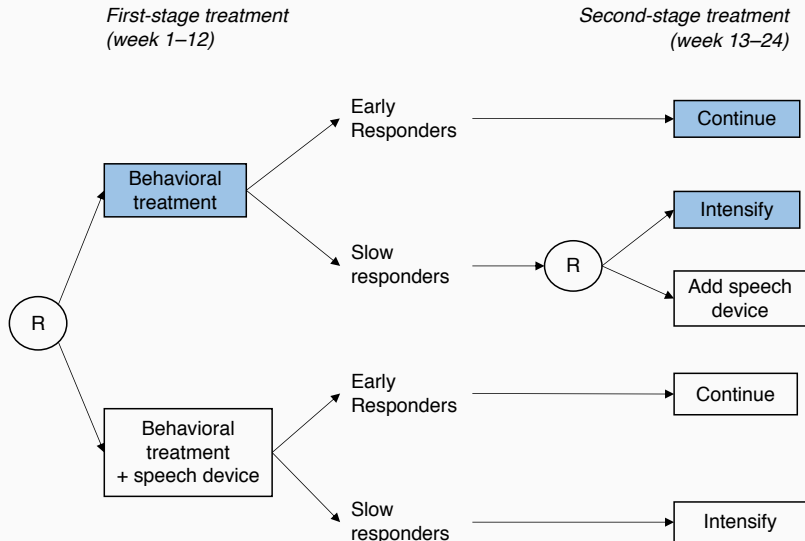 First-stage treatment
(week 1–12)
Second-stage treatment
(week 13–24)
Early
Responders
Continue
Behavioral
treatment
Intensify
Slow
responders
R
Add speech
device
R
Early
Responders
Continue
Behavioral
treatment
+ speech device
Slow
responders
Intensify